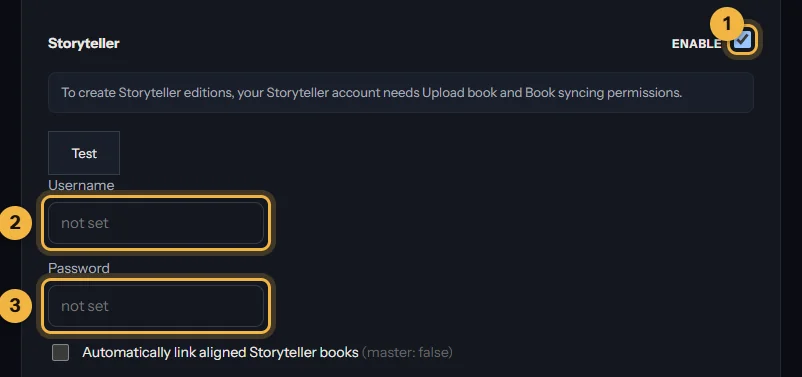 1
Storyteller ENABLE
To create Storyteller editions, your Storyteller account needs Upload book and Book syncing permissions.
Test
Username
2 not set
Password
3 not set
Automatically link aligned Storyteller books (master: false)